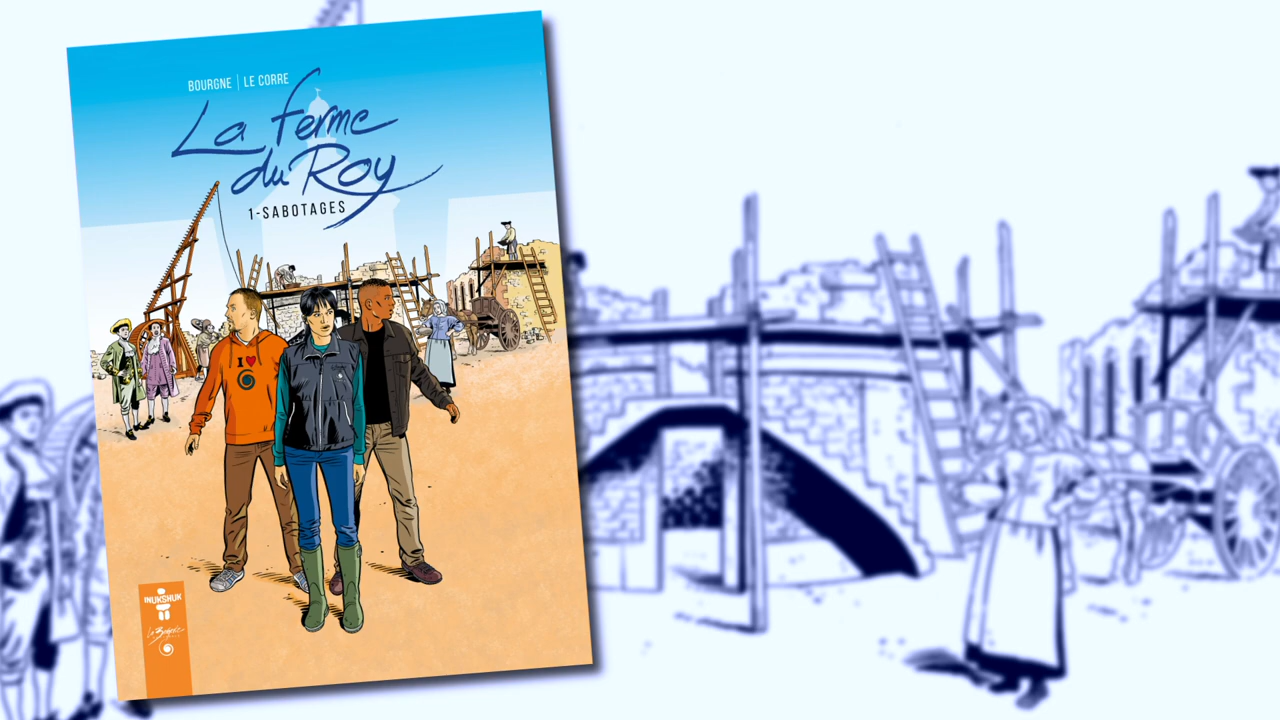 BOURGNE | LE CORRE
La ferme
du Roy
1-SABOTAGES
I ♥
INUKSHUK